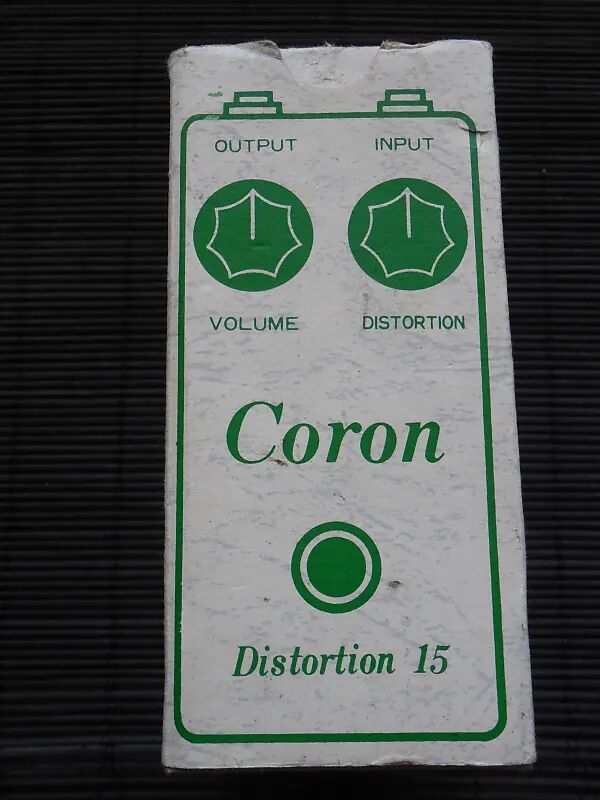 OUTPUT INPUT
VOLUME DISTORTION
Coron
Distortion 15